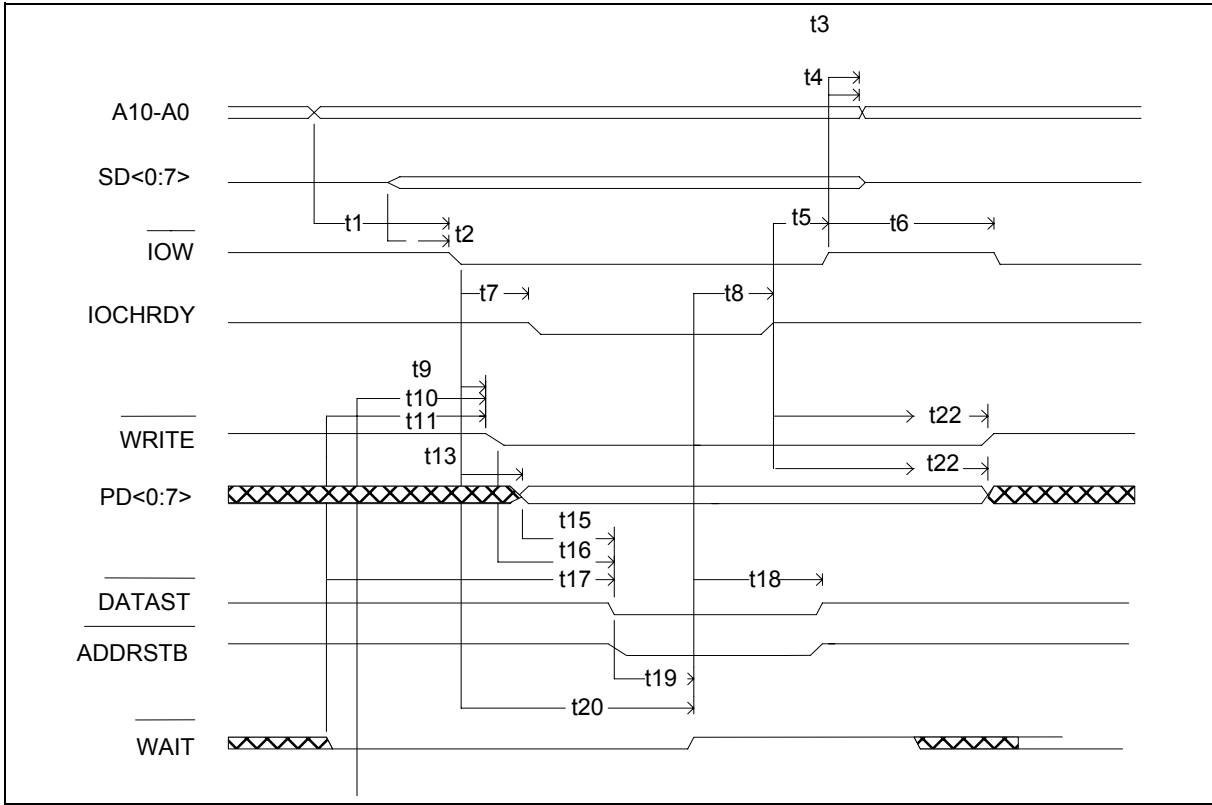 t3
t4
A10-A0
SD<0:7>
t1
t2
t5
t6
IOW
t7
t8
IOCHRDY
t9
t10
t11
t22
WRITE
t13
t22
PD<0:7>
t15
t16
t17
t18
DATAST
ADDRSTB
t19
t20
WAIT